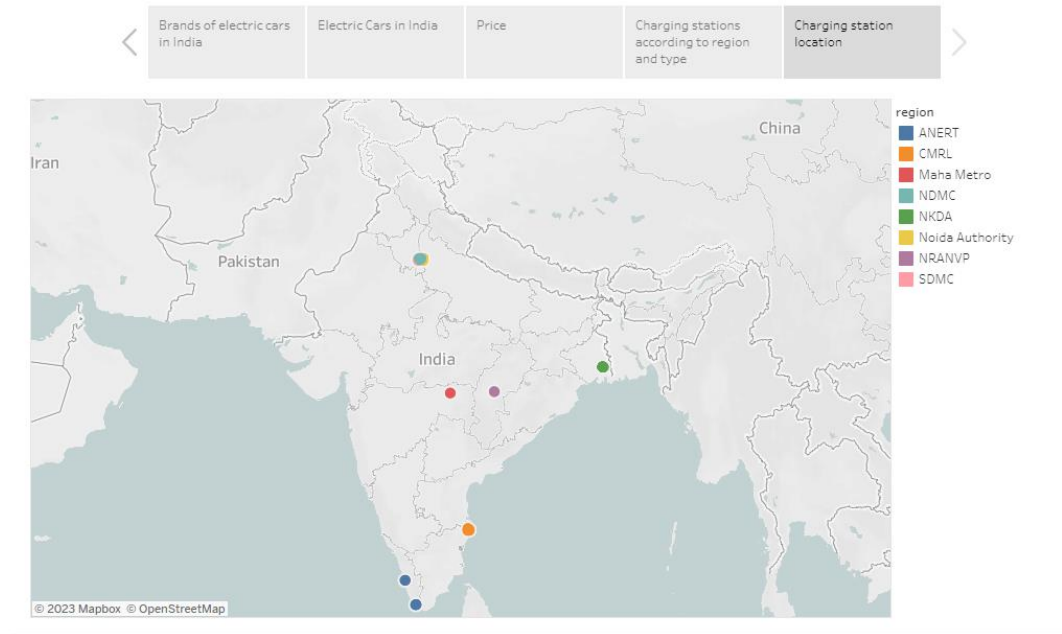 Brands of electric cars
in India
Electric Cars in India
Price
Charging stations
according to region
and type
Charging station
location
region
ANERT
CMRL
Maha Metro
NDMC
NKDA
Noida Authority
NRANVP
SDMC
China
Iran
Pakistan
India
© 2023 Mapbox © OpenStreetMap